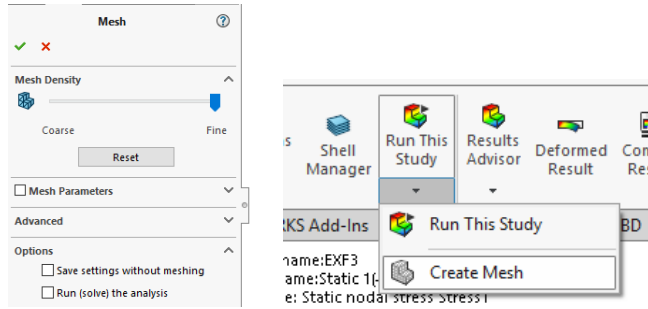 Mesh
Mesh Density
Coarse
Fine
Reset
Mesh Parameters
Advanced
Options
Save settings without meshing
Run (solve) the analysis
Shell
Manager
Run This
Study
Results
Advisor
Deformed
Result
Run This Study
Create Mesh
KS Add-Ins
BD
name:EXF3
ame:Static 1(-
e: Static nodal stress Stress1